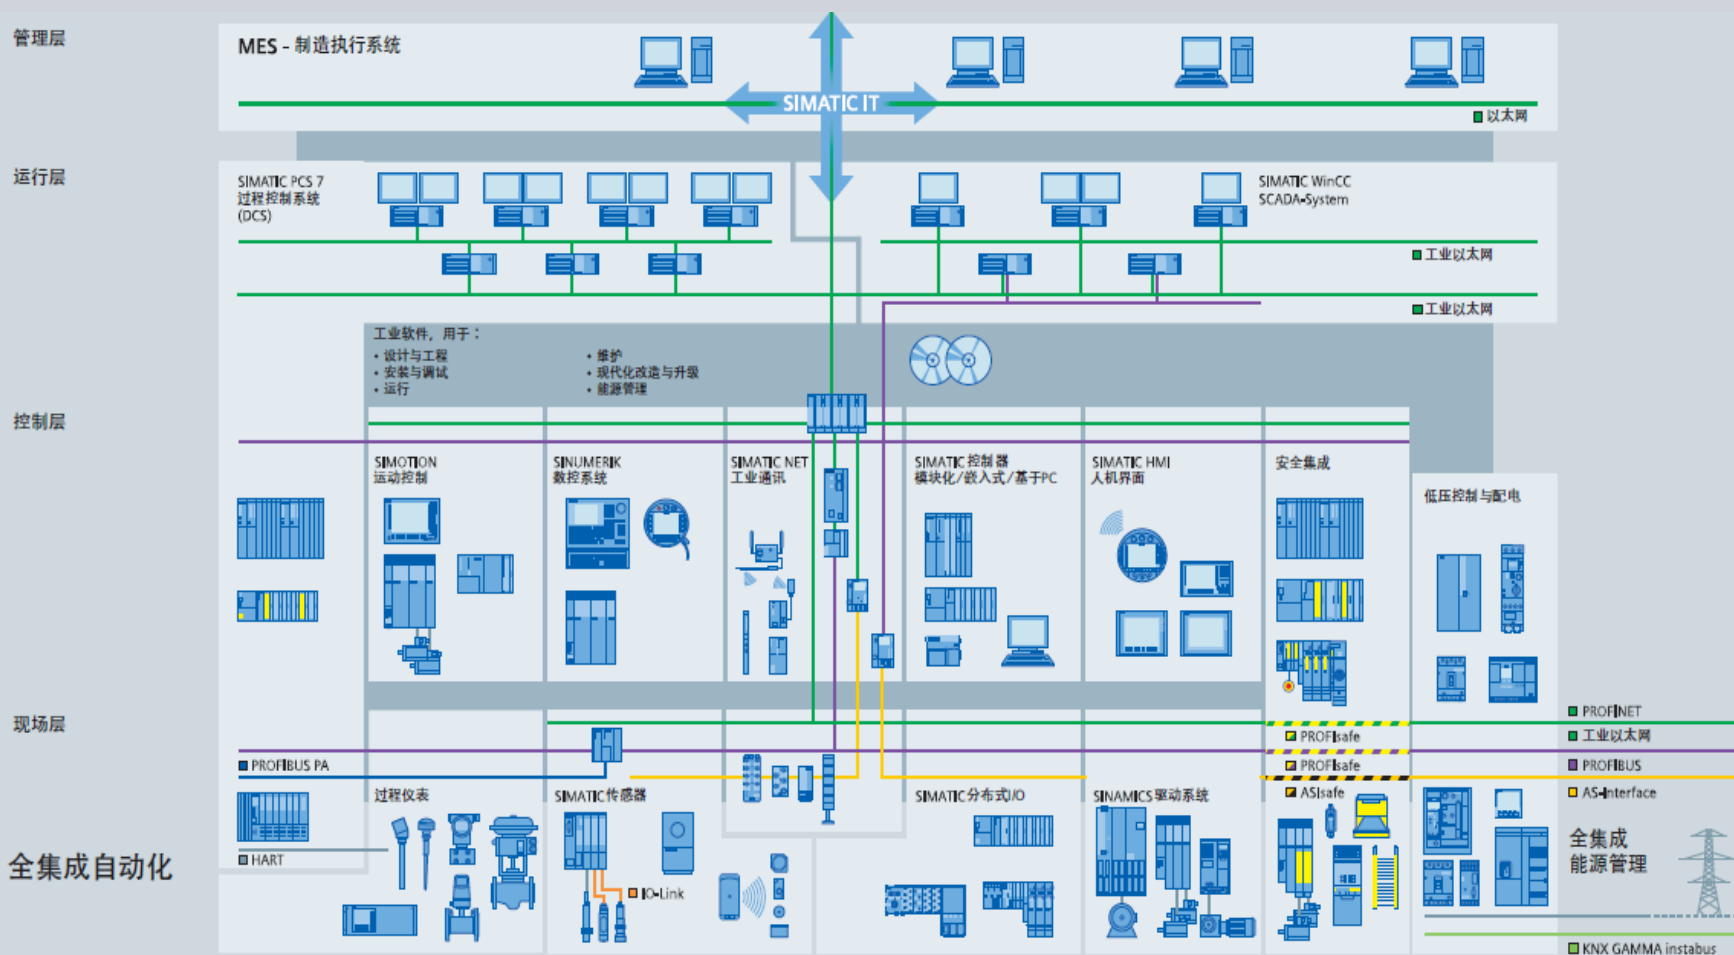 管理层
MES - 制造执行系统
SIMATIC IT
以太网
运行层
SIMATIC PCS 7
过程控制系统
(DCS)
SIMATIC WinCC
SCADA-System
工业以太网
工业以太网
工业软件，用于：
• 设计与工程
• 安装与调试
• 运行
• 维护
• 现代化改造与升级
• 能源管理
控制层
SIMOTION
运动控制
SINUMERIK
数控系统
SIMATIC NET
工业通讯
SIMATIC 控制器
模块化/嵌入式/基于PC
SIMATIC HMI
人机界面
安全集成
低压控制与配电
现场层
PROFINET
PROFIsafe
工业以太网
PROFIBUS PA
PROFIsafe
PROFIBUS
ASIsafe
AS-Interface
过程仪表
SIMATIC传感器
SIMATIC分布式I/O
SINAMICS驱动系统
全集成自动化
HART
IO-Link
全集成
能源管理
KNX GAMMA instabus